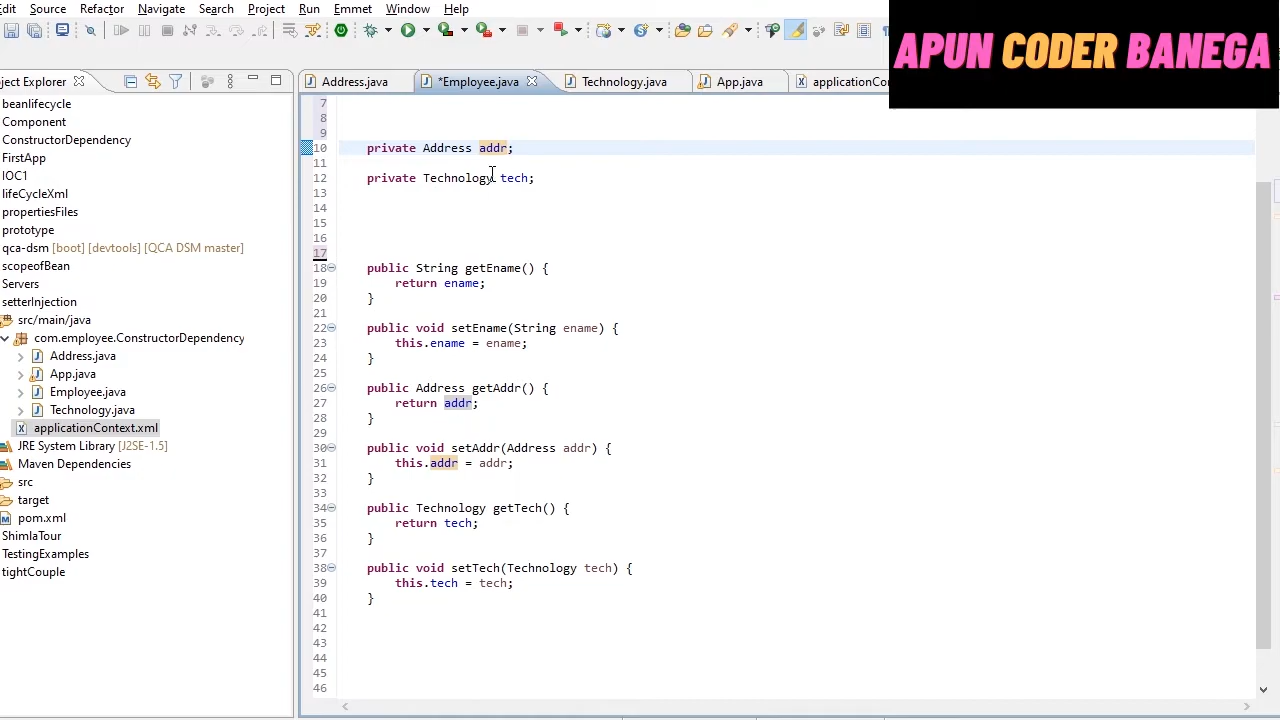 Edit Source Refactor Navigate Search Project Run Emmet Window Help
APUN CODER BANEGA
ject Explorer
Address.java
*Employee.java
Technology.java
App.java
applicationCo
beanlifecycle
Component
ConstructorDependency
FirstApp
IOC1
lifeCycleXml
propertiesFiles
prototype
qca-dsm [boot] [devtools] [QCA DSM master]
scopeofBean
Servers
setterInjection
src/main/java
com.employee.ConstructorDependency
Address.java
App.java
Employee.java
Technology.java
applicationContext.xml
JRE System Library [J2SE-1.5]
Maven Dependencies
src
target
pom.xml
ShimlaTour
TestingExamples
tightCouple
7
8
9
10 private Address addr;
11
12 private Technology tech;
13
14
15
16
17
18 public String getEname() {
19 return ename;
20 }
21
22 public void setEname(String ename) {
23 this.ename = ename;
24 }
25
26 public Address getAddr() {
27 return addr;
28 }
29
30 public void setAddr(Address addr) {
31 this.addr = addr;
32 }
33
34 public Technology getTech() {
35 return tech;
36 }
37
38 public void setTech(Technology tech) {
39 this.tech = tech;
40 }
41
42
43
44
45
46